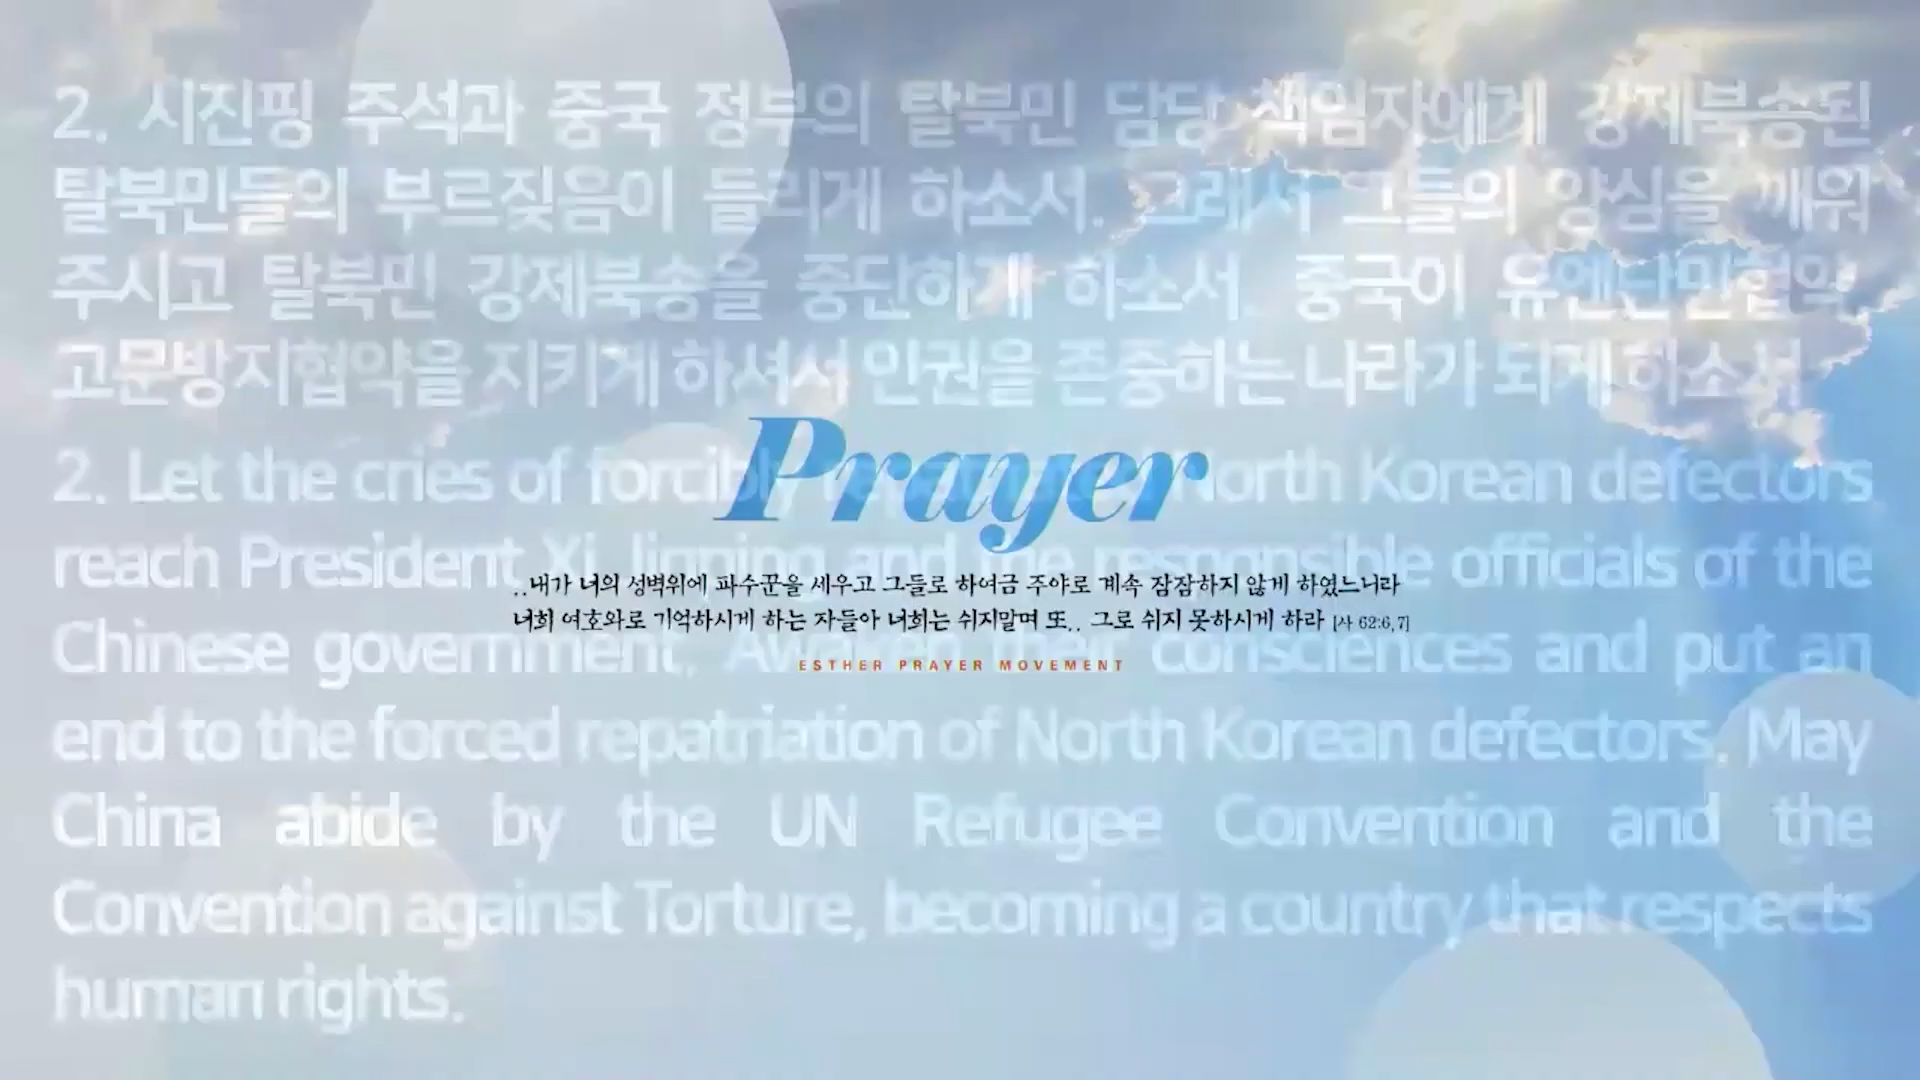 2. 시진핑 주석과 중국 정부의 탈북민 담당 책임자에게 강제북송된
탈북민들의 부르짖음이 들리게 하소서. 그래서 그들의 양심을 깨워
주시고 탈북민 강제북송을 중단하게 하소서. 중국이 유엔난민협약,
고문방지협약을 지키게 하셔서 인권을 존중하는 나라가 되게 하소서
Prayer
2. Let the cries of forcibly North Korean defectors
reach President Xi Jinping and the responsible officials of the
..내가 너의 성벽위에 파수꾼을 세우고 그들로 하여금 주야로 계속 잠잠하지 않게 하였느니라
너희 여호와로 기억하시게 하는 자들아 너희는 쉬지말며 또.. 그로 쉬지 못하시게 하라 [사 62:6,7]
Chinese government. Awaken their consciences and put an
ESTHER PRAYER MOVEMENT
end to the forced repatriation of North Korean defectors. May
China abide by the UN Refugee Convention and the
Convention against Torture, becoming a country that respects
human rights.